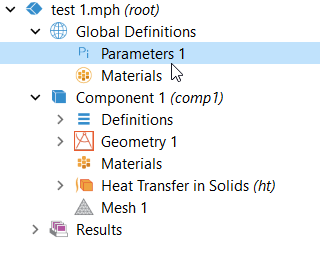 test 1.mph (root)
Global Definitions
Pi Parameters 1
Materials
Component 1 (comp1)
Definitions
Geometry 1
Materials
Heat Transfer in Solids (ht)
Mesh 1
Results